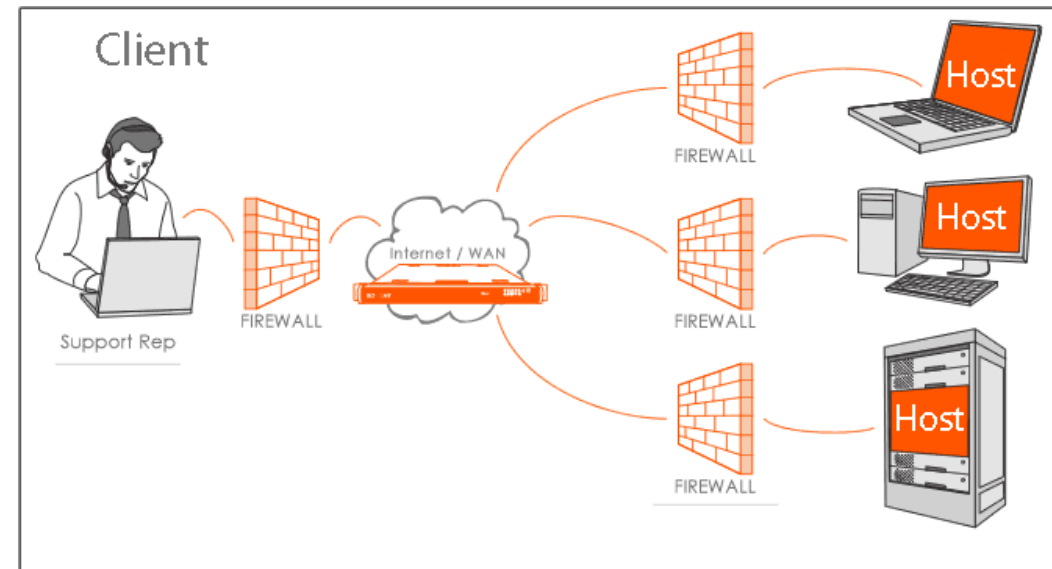 Client
Host
FIREWALL
Host
Internet / WAN
FIREWALL
FIREWALL
Support Rep
Host
FIREWALL